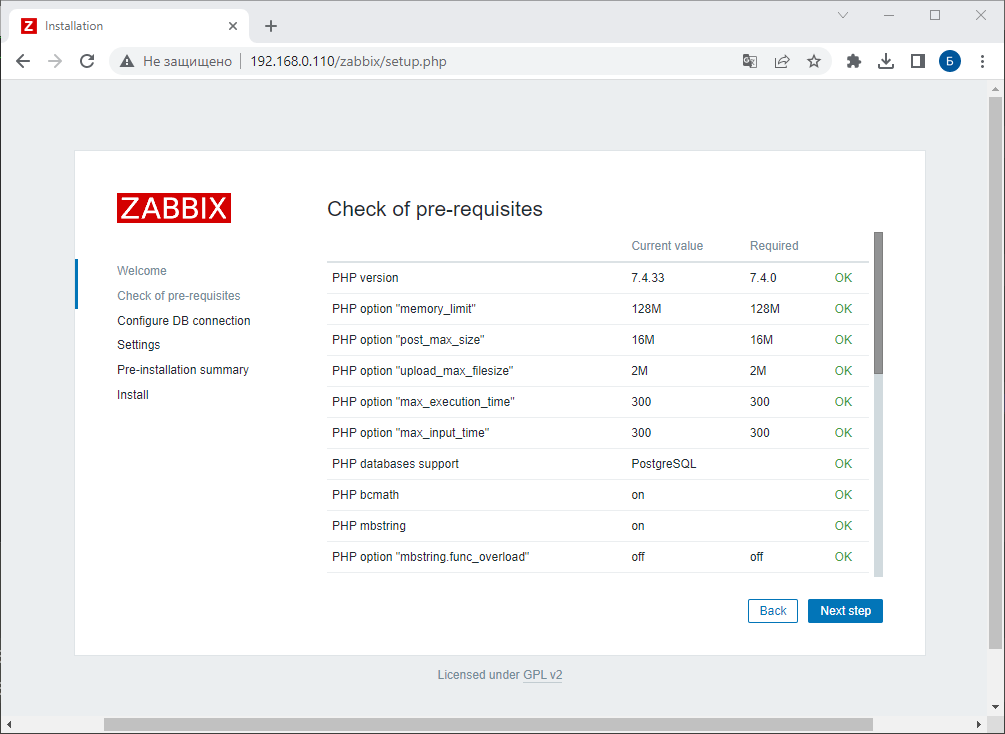 Z Installation
Не защищено 192.168.0.110/zabbix/setup.php Б
ZABBIX
Welcome
Check of pre-requisites
Configure DB connection
Settings
Pre-installation summary
Install
Check of pre-requisites
Current value Required
PHP version 7.4.33 7.4.0 OK
PHP option "memory_limit" 128M 128M OK
PHP option "post_max_size" 16M 16M OK
PHP option "upload_max_filesize" 2M 2M OK
PHP option "max_execution_time" 300 300 OK
PHP option "max_input_time" 300 300 OK
PHP databases support PostgreSQL OK
PHP bcmath on OK
PHP mbstring on OK
PHP option "mbstring.func_overload" off off OK
Back Next step
Licensed under GPL v2